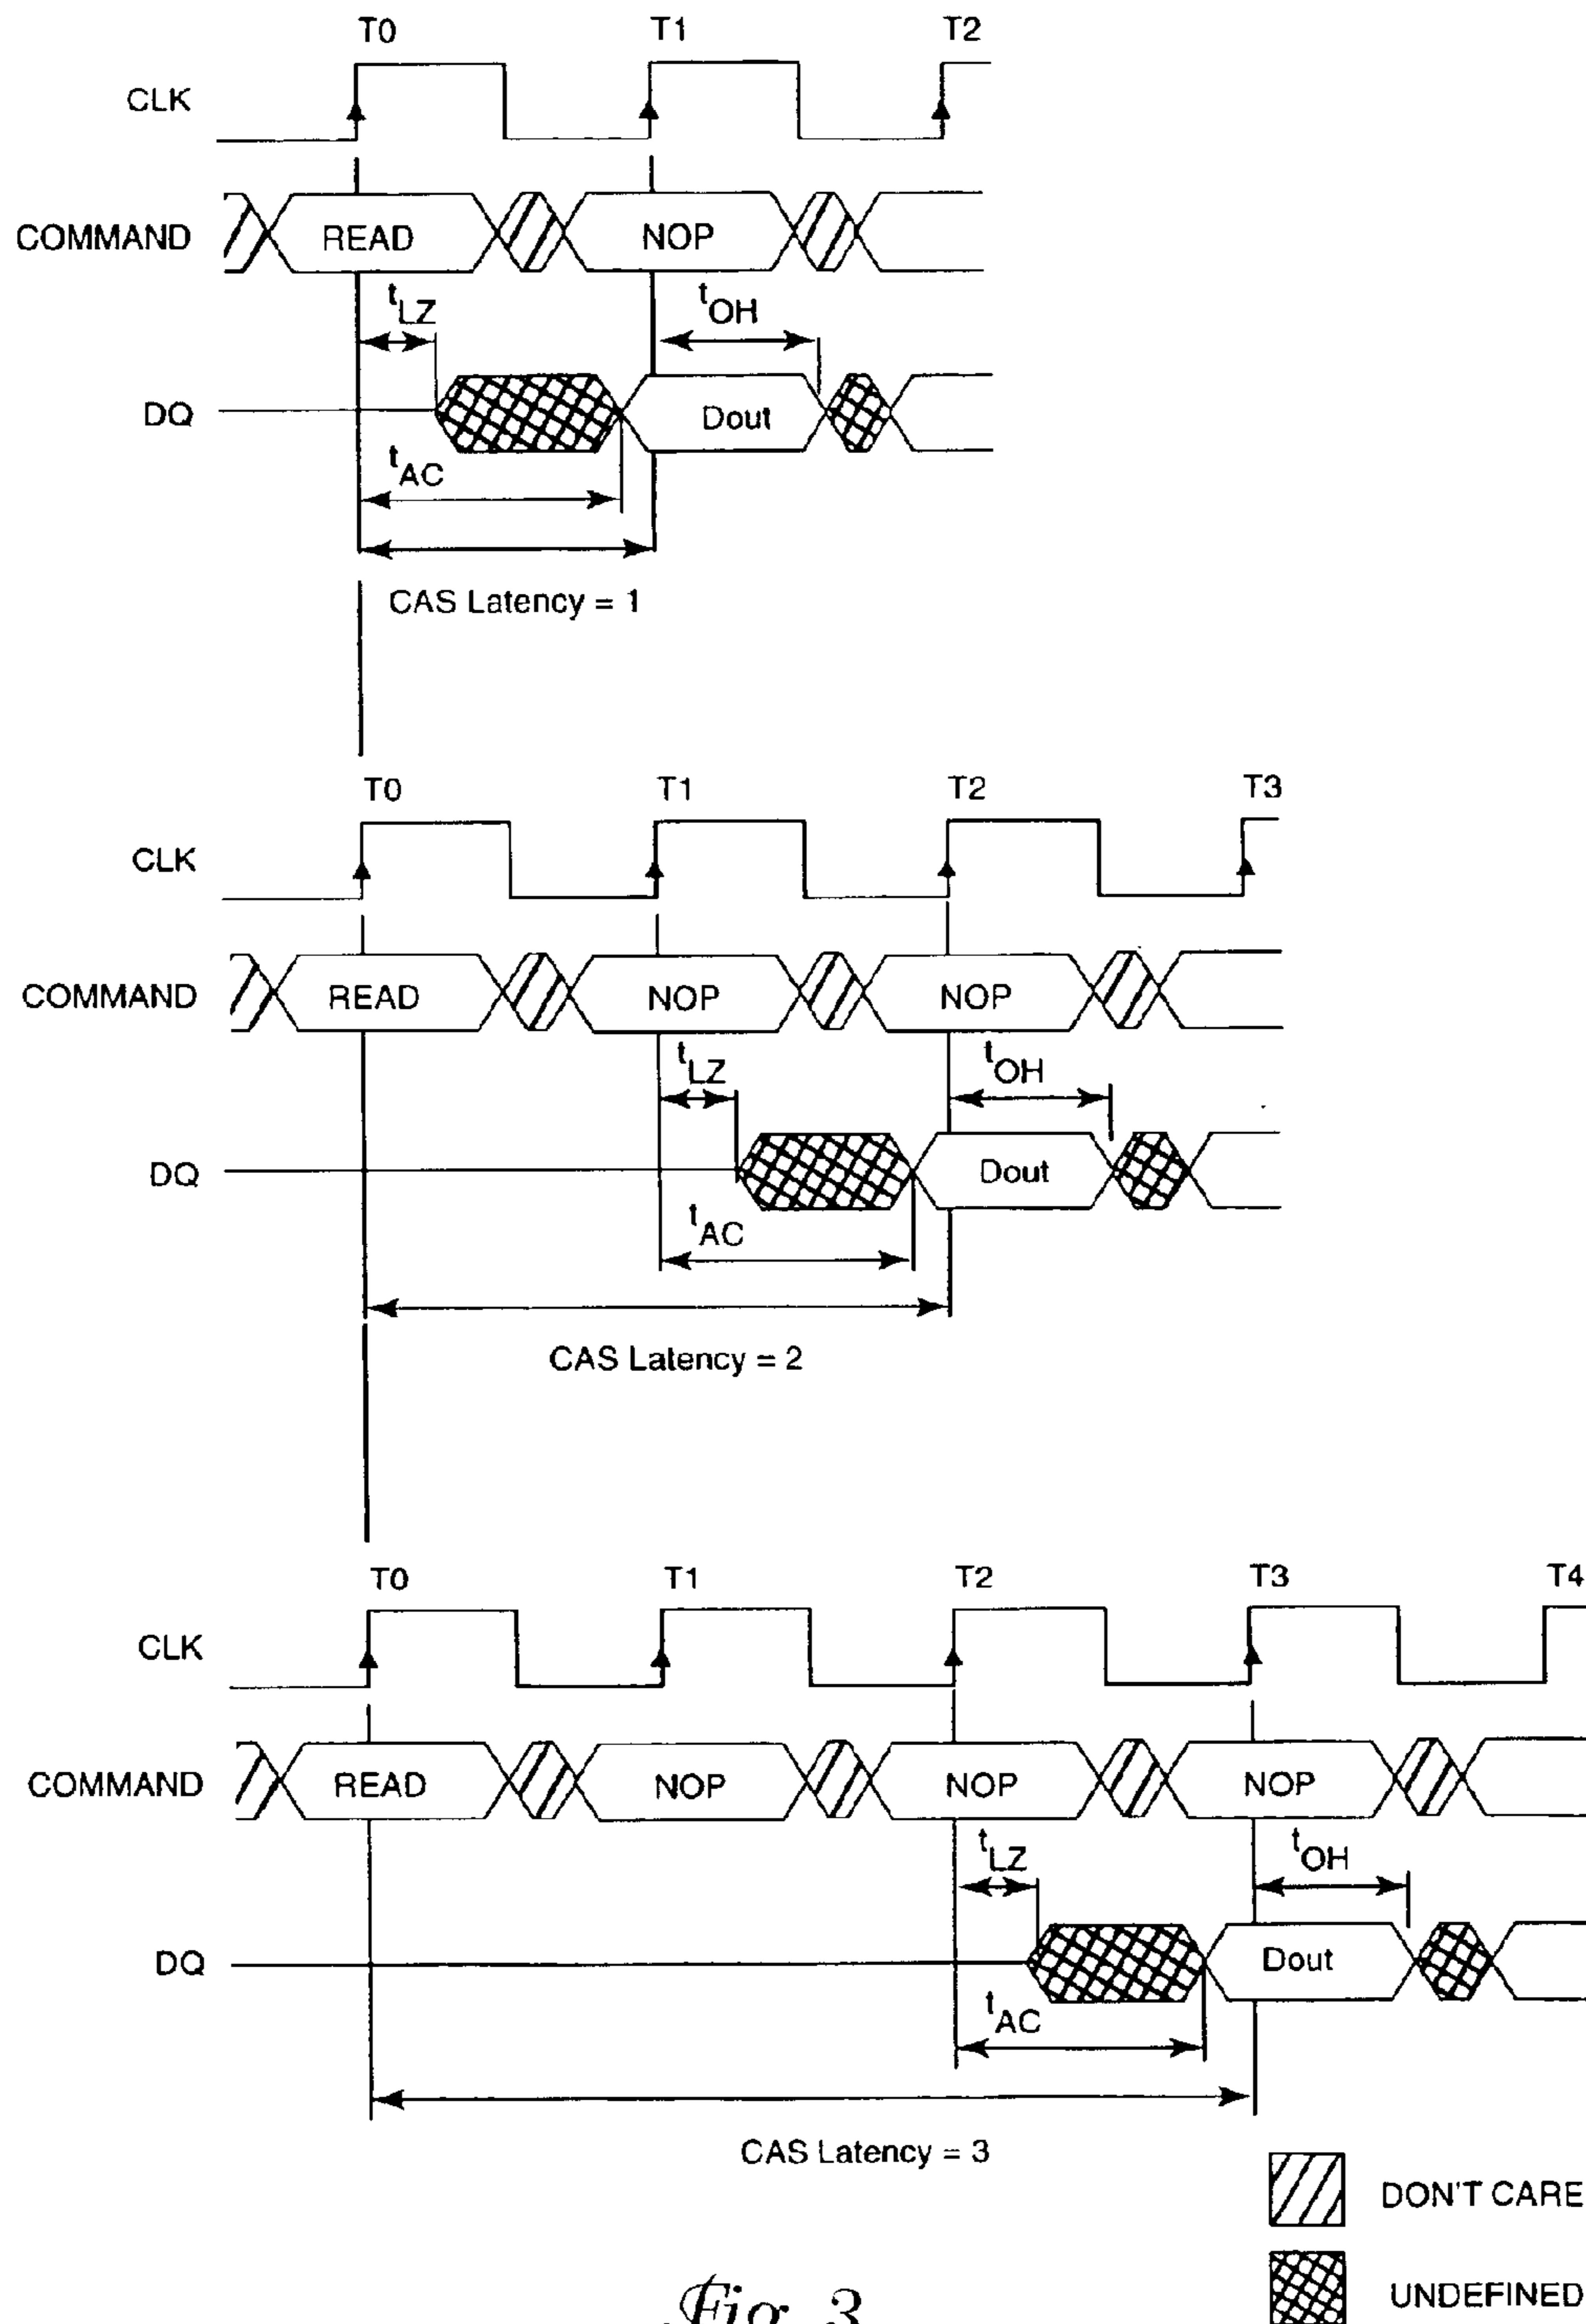 T0 T1 T2
CLK
COMMAND READ NOP
tLZ tOH
DQ Dout
tAC
CAS Latency = 1
T0 T1 T2 T3
CLK
COMMAND READ NOP NOP
tLZ tOH
DQ Dout
tAC
CAS Latency = 2
T0 T1 T2 T3 T4
CLK
COMMAND READ NOP NOP NOP
tLZ tOH
DQ Dout
tAC
CAS Latency = 3
DON'T CARE
UNDEFINED
Fig. 3